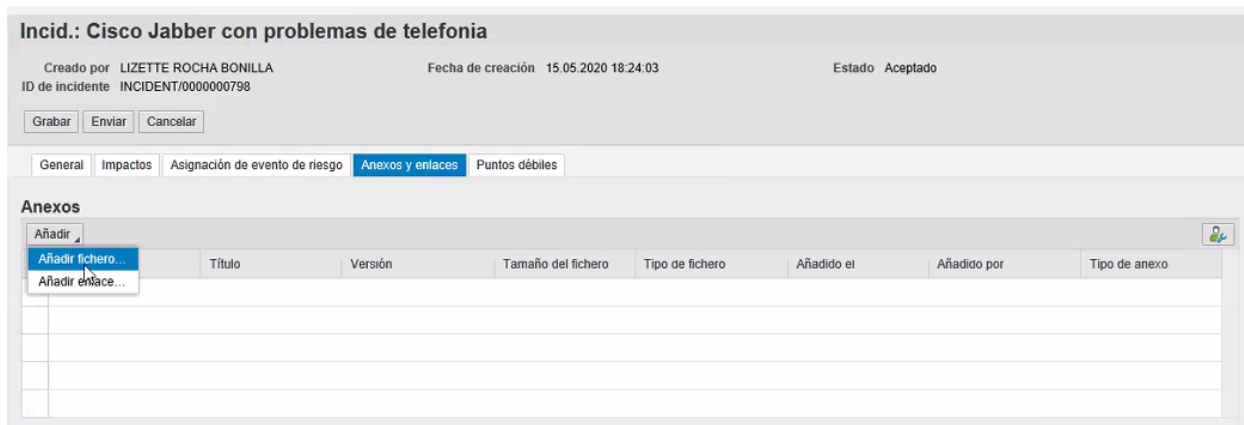 Incid.: Cisco Jabber con problemas de telefonia
Creado por LIZETTE ROCHA BONILLA Fecha de creación 15.05.2020 18:24:03 Estado Aceptado
ID de incidente INCIDENT/0000000798
Grabar Enviar Cancelar
General Impactos Asignación de evento de riesgo Anexos y enlaces Puntos débiles
Anexos
Añadir
Añadir fichero...
Título Versión Tamaño del fichero Tipo de fichero Añadido el Añadido por Tipo de anexo
Añadir enlace...